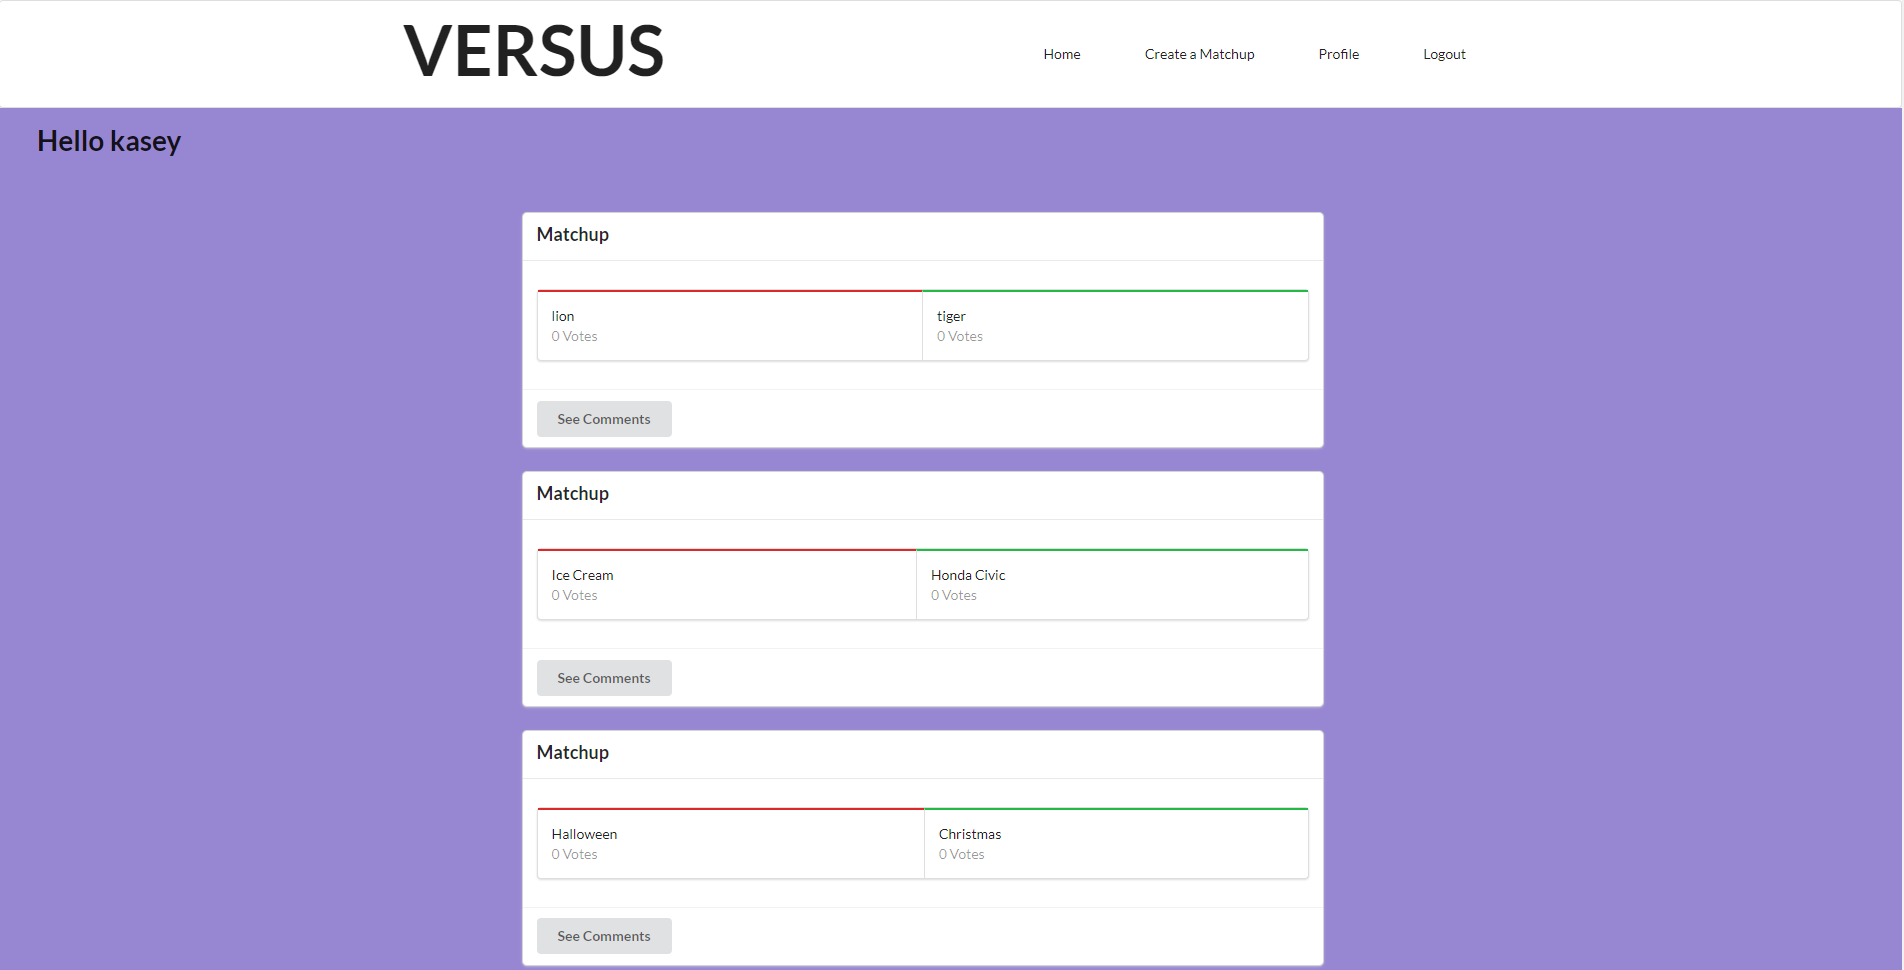 VERSUS
Home Create a Matchup Profile Logout
Hello kasey
Matchup
lion tiger
0 Votes 0 Votes
See Comments
Matchup
Ice Cream Honda Civic
0 Votes 0 Votes
See Comments
Matchup
Halloween Christmas
0 Votes 0 Votes
See Comments